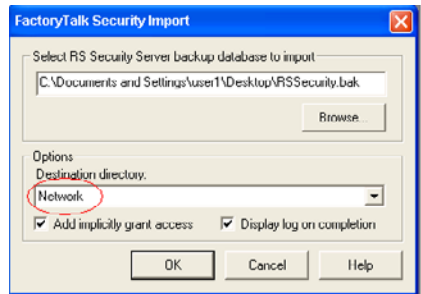 FactoryTalk Security Import
Select RS Security Server backup database to import
C:\Documents and Settings\user1\Desktop\RSSecurity.bak
Browse...
Options
Destination directory:
Network
Add implicitly grant access
Display log on completion
OK
Cancel
Help